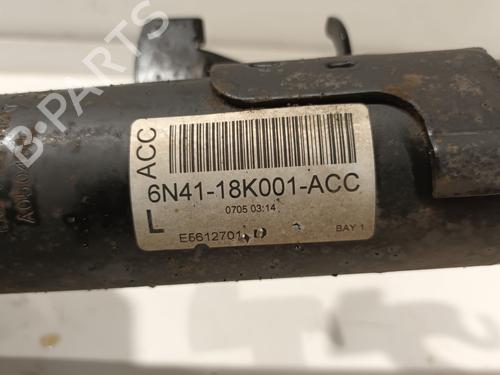 B-PARTS
ACC
6N41-18K001-ACC
L
0705 03:14
E5612701
BAY 1